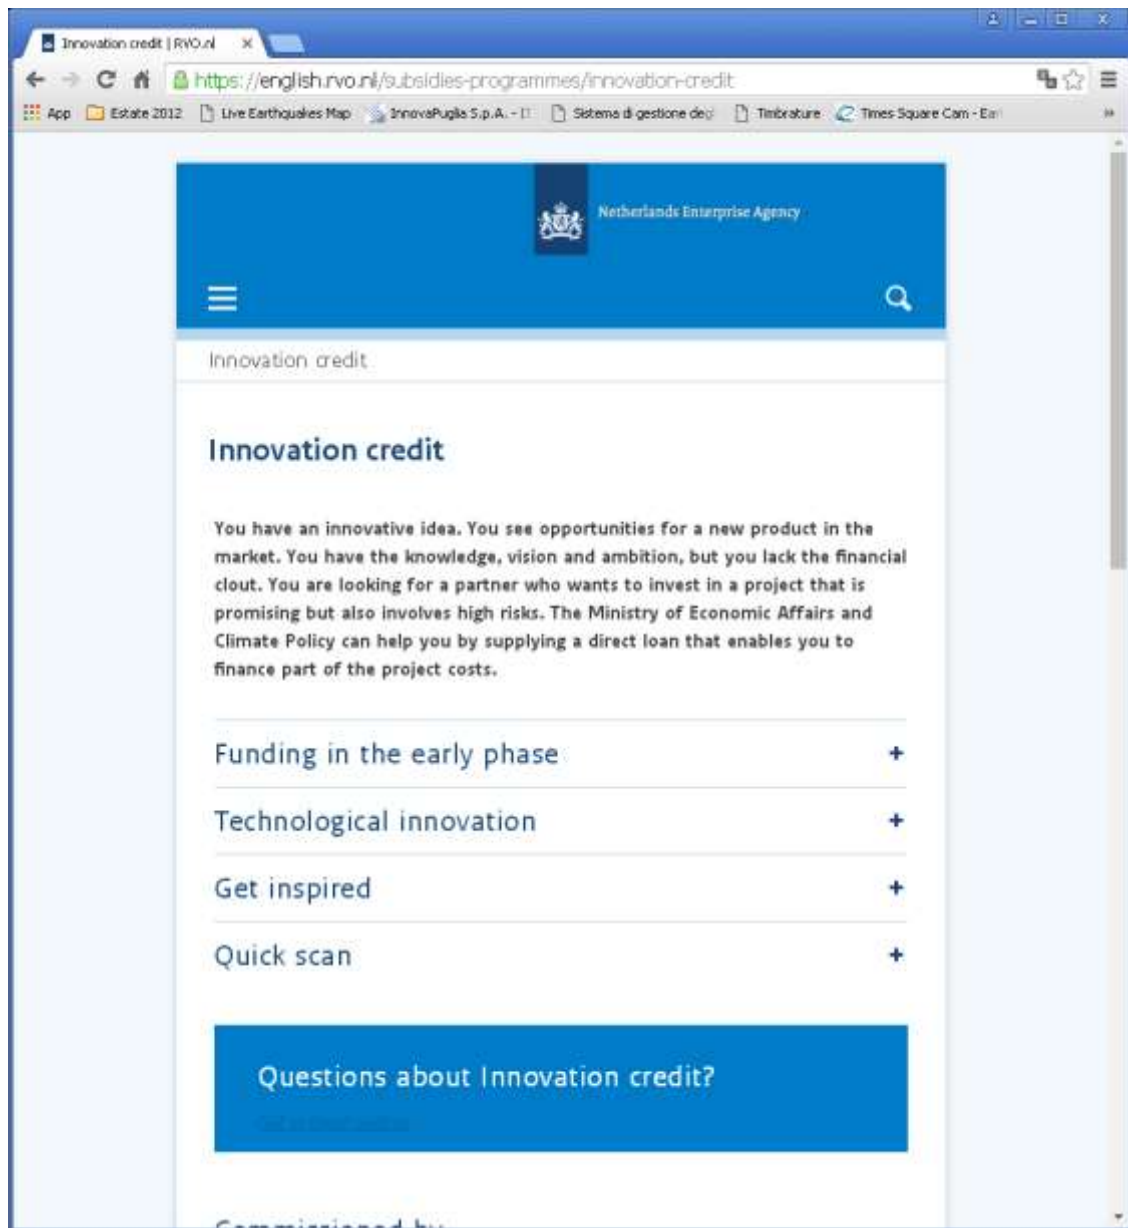 Innovation credit | RVO.nl
https://english.rvo.nl/subsidies-programmes/innovation-credit
App Estate 2012 Live Earthquakes Map InnovaPuglia S.p.A. - Sistema di gestione deg Timbrature Times Square Cam - Ear
Netherlands Enterprise Agency
Innovation credit
Innovation credit
You have an innovative idea. You see opportunities for a new product in the
market. You have the knowledge, vision and ambition, but you lack the financial
clout. You are looking for a partner who wants to invest in a project that is
promising but also involves high risks. The Ministry of Economic Affairs and
Climate Policy can help you by supplying a direct loan that enables you to
finance part of the project costs.
Funding in the early phase +
Technological innovation +
Get inspired +
Quick scan +
Questions about Innovation credit?
Commissioned by